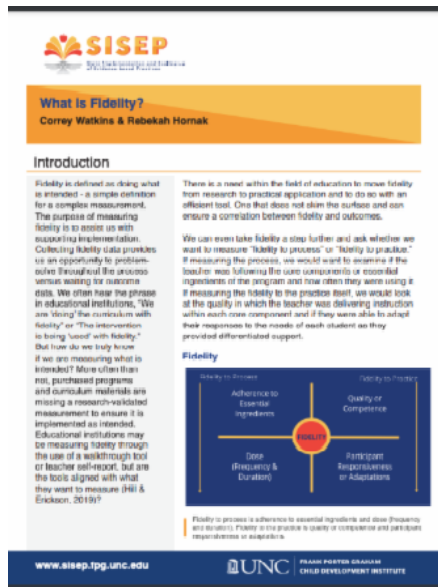 SISEP
State Implementation and Scaling-up
of Evidence-based Practices
What is Fidelity?
Correy Watkins & Rebekah Hornak
Introduction
Fidelity is defined as doing what
is intended - a simple definition
for a complex measurement.
The purpose of measuring
fidelity is to assist us with
supporting implementation.
Collecting fidelity data provides
us an opportunity to problem-
solve throughout the process
versus waiting for outcome
data. We often hear the phrase
in educational institutions, "We
are 'doing' the curriculum with
fidelity" or "The intervention
is being 'used' with fidelity."
But how do we truly know
if we are measuring what is
intended? More often than
not, purchased programs
and curriculum materials are
missing a research-validated
measurement to ensure it is
implemented as intended.
Educational institutions may
be measuring fidelity through
the use of a walkthrough tool
or teacher self-report, but are
the tools aligned with what
they want to measure (Hill &
Erickson, 2019)?
There is a need within the field of education to move fidelity
from research to practical application and to do so with an
efficient tool. One that does not skim the surface and can
ensure a correlation between fidelity and outcomes.
We can even take fidelity a step further and ask whether we
want to measure "fidelity to process" or "fidelity to practice."
If measuring the process, we would want to examine if the
teacher was following the core components or essential
ingredients of the program and how often they were using it.
If measuring the fidelity to the practice itself, we would look
at the quality in which the teacher was delivering instruction
within each core component and if they were able to adapt
their responses to the needs of each student as they
provided differentiated support.
Fidelity
Fidelity to Process
Fidelity to Practice
Adherence to
Essential
Ingredients
Quality or
Competence
FIDELITY
Dose
(Frequency &
Duration)
Participant
Responsiveness
or Adaptations
Fidelity to process is adherence to essential ingredients and dose (frequency
and duration). Fidelity to the practice is quality or competence and participant
responsiveness or adaptations.
www.sisep.fpg.unc.edu
UNC
FRANK PORTER GRAHAM
CHILD DEVELOPMENT INSTITUTE